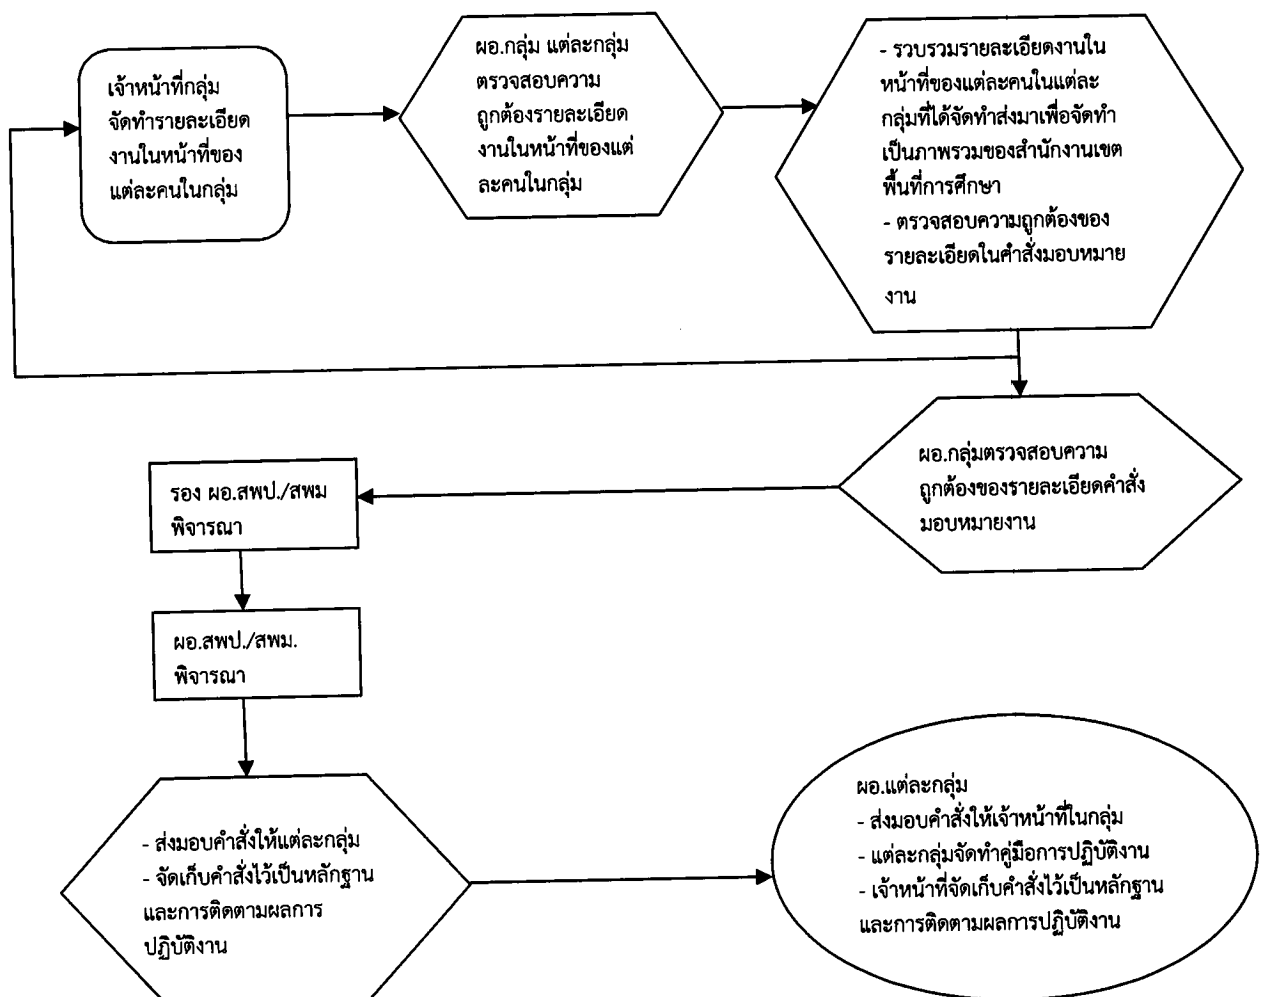 เจ้าหน้าที่กลุ่ม
จัดทำรายละเอียด
งานในหน้าที่ของ
แต่ละคนในกลุ่ม
ผอ.กลุ่ม แต่ละกลุ่ม
ตรวจสอบความ
ถูกต้องรายละเอียด
งานในหน้าที่ของแต่
ละคนในกลุ่ม
- รวบรวมรายละเอียดงานใน
หน้าที่ของแต่ละคนในแต่ละ
กลุ่มที่ได้จัดทำส่งมาเพื่อจัดทำ
เป็นภาพรวมของสำนักงานเขต
พื้นที่การศึกษา
- ตรวจสอบความถูกต้องของ
รายละเอียดในคำสั่งมอบหมาย
งาน
ผอ.กลุ่มตรวจสอบความ
ถูกต้องของรายละเอียดคำสั่ง
มอบหมายงาน
รอง ผอ.สพป./สพม
พิจารณา
ผอ.สพป./สพม.
พิจารณา
- ส่งมอบคำสั่งให้แต่ละกลุ่ม
- จัดเก็บคำสั่งไว้เป็นหลักฐาน
และการติดตามผลการ
ปฏิบัติงาน
ผอ.แต่ละกลุ่ม
- ส่งมอบคำสั่งให้เจ้าหน้าที่ในกลุ่ม
- แต่ละกลุ่มจัดทำคู่มือการปฏิบัติงาน
- เจ้าหน้าที่จัดเก็บคำสั่งไว้เป็นหลักฐาน
และการติดตามผลการปฏิบัติงาน